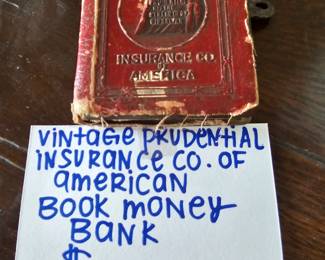 INSURANCE CO.
OF
AMERICA
VINTAGE PRUDENTIAL
INSURANCE CO. OF
AMERICAN
BOOK MONEY
BANK
$